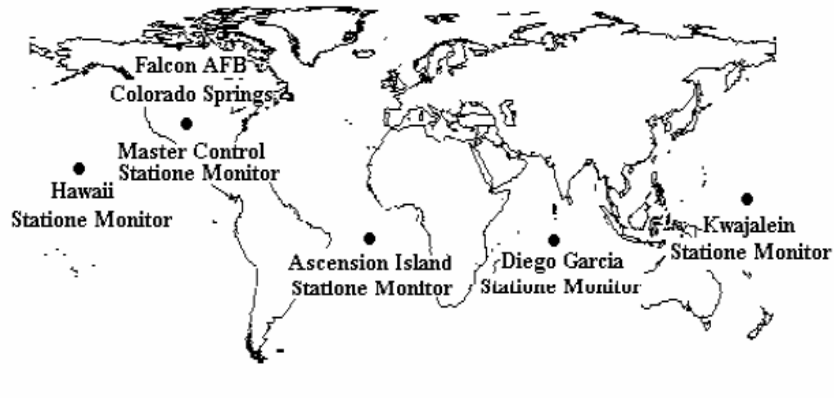 Falcon AFB
Colorado Springs
Master Control
Statione Monitor
Hawaii
Statione Monitor
Ascension Island
Statione Monitor
Diego Garcia
Statione Monitor
Kwajalein
Statione Monitor